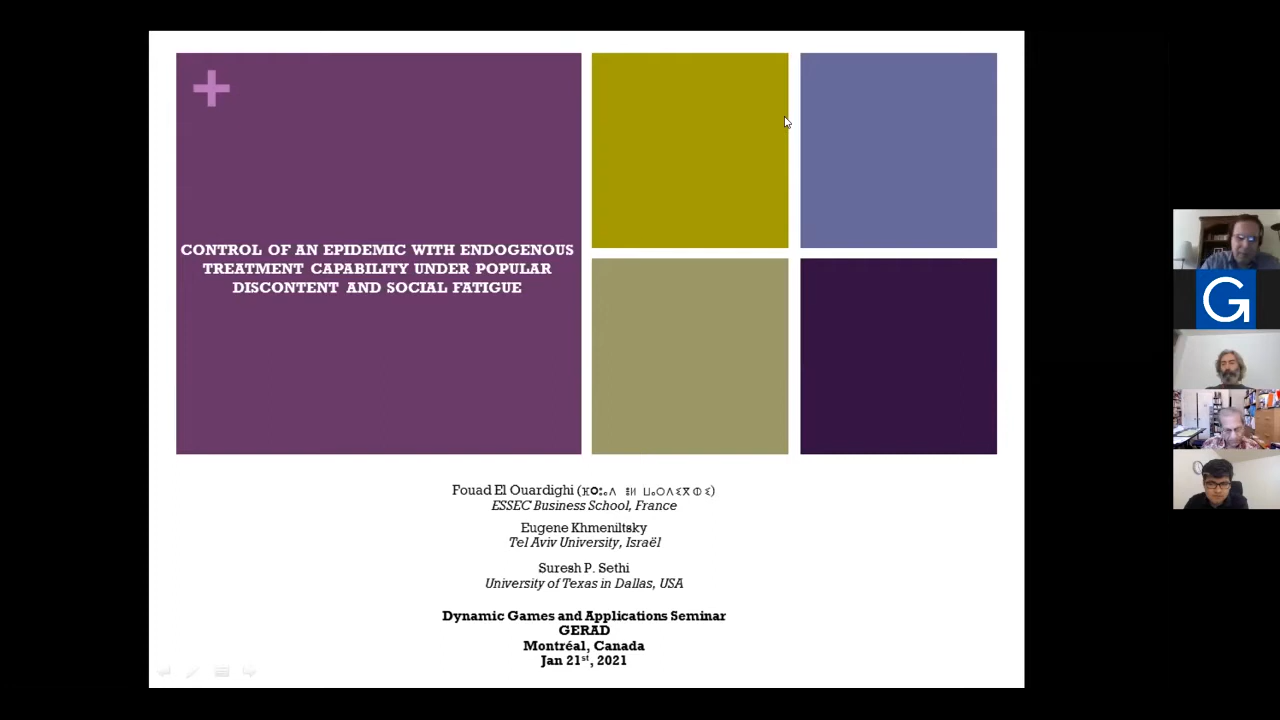 +
CONTROL OF AN EPIDEMIC WITH ENDOGENOUS
TREATMENT CAPABILITY UNDER POPULAR
DISCONTENT AND SOCIAL FATIGUE
Fouad El Ouardighi
ESSEC Business School, France
Eugene Khmeniltsky
Tel Aviv University, Israël
Suresh P. Sethi
University of Texas in Dallas, USA
Dynamic Games and Applications Seminar
GERAD
Montréal, Canada
Jan 21st, 2021
G